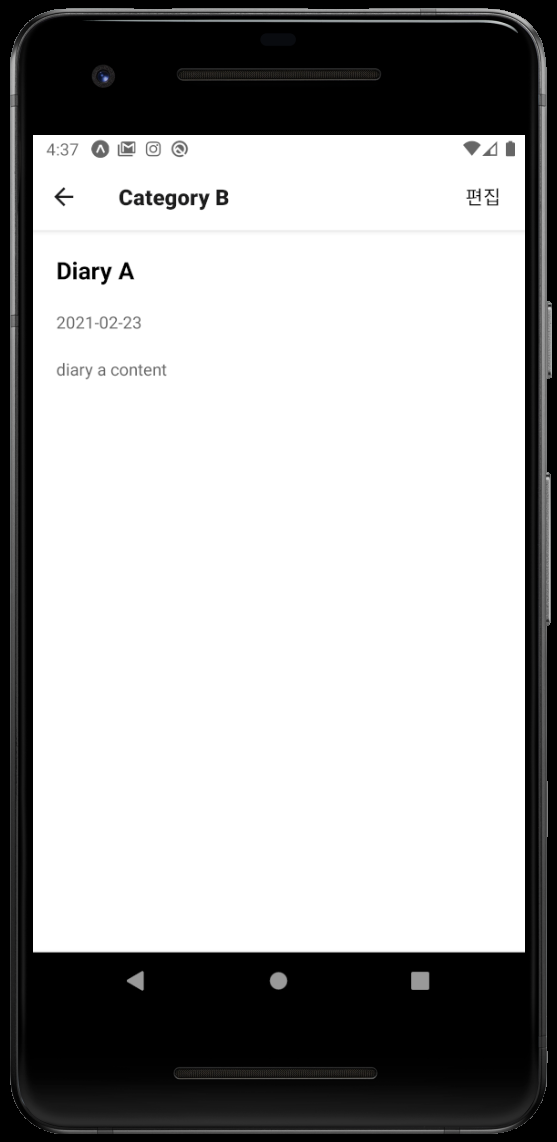 4:37
Category B 편집
Diary A
2021-02-23
diary a content